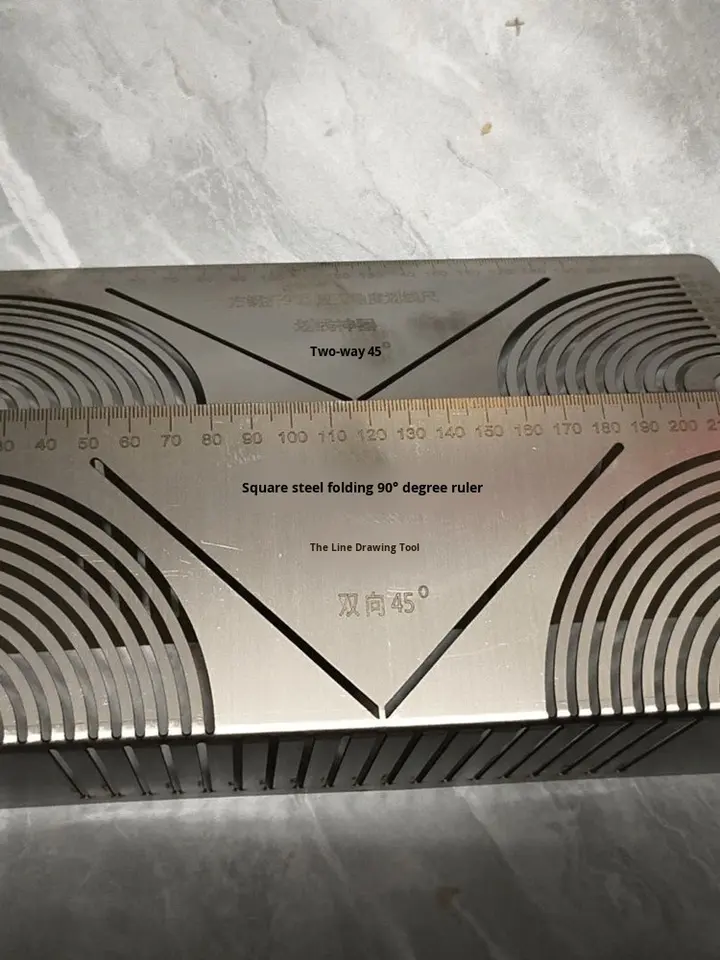 Two-way 45°
30 40 50 60 70 80 90 100 110 120 130 140 150 160 170 180 190 200
Square steel folding 90° degree ruler
The Line Drawing Tool
双向45°